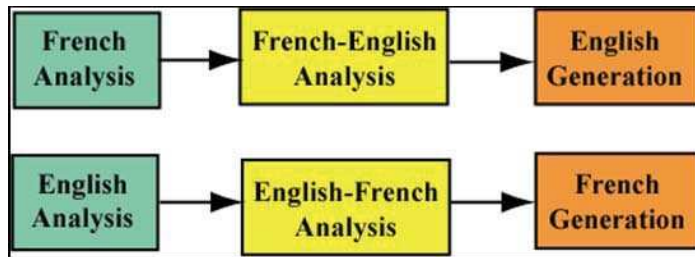 French
Analysis
French-English
Analysis
English
Generation
English
Analysis
English-French
Analysis
French
Generation